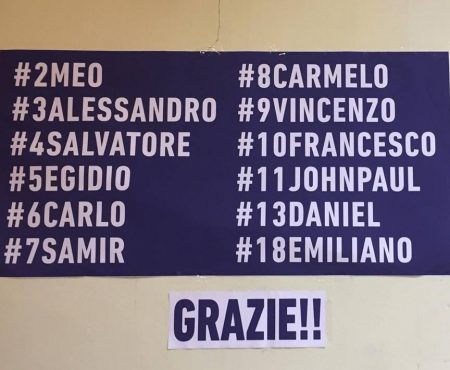 #2MEO
#3ALESSANDRO
#4SALVATORE
#5EGIDIO
#6CARLO
#7SAMIR
#8CARMELO
#9VINCENZO
#10FRANCESCO
#11JOHNPAUL
#13DANIEL
#18EMILIANO
GRAZIE!!